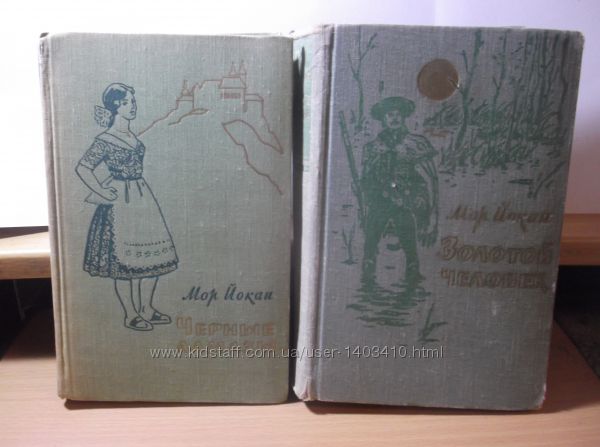 Мор Йокаи
Черные
Мор Йокаи
Золотой
человек
www.kidstaff.com.ua/user-1403410.html